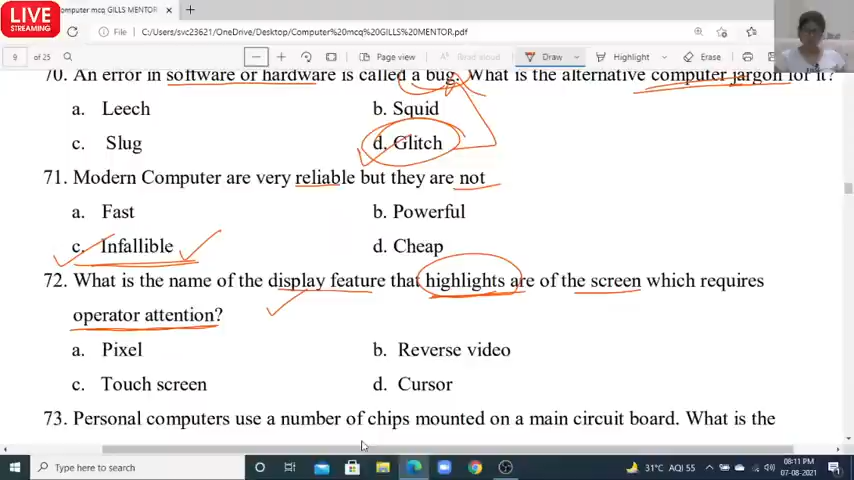 LIVE
STREAMING
Computer mcq GILLS MENTOR
File
C:/Users/svc23621/OneDrive/Desktop/Computer%20mcq%20GILLS%20MENTOR.pdf
9 of 25
Page view
Read aloud
Draw
Highlight
Erase
70. An error in software or hardware is called a bug. What is the alternative computer jargon for it?
a. Leech
b. Squid
c. Slug
d. Glitch
71. Modern Computer are very reliable but they are not
a. Fast
b. Powerful
c. Infallible
d. Cheap
72. What is the name of the display feature that highlights are of the screen which requires
operator attention?
a. Pixel
b. Reverse video
c. Touch screen
d. Cursor
73. Personal computers use a number of chips mounted on a main circuit board. What is the
Type here to search
31°C AQI 55
08:11 PM
07-08-2021